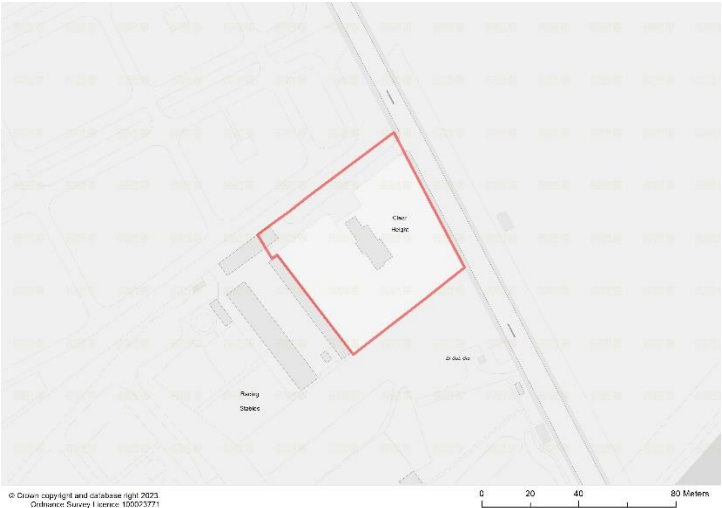 Clear
Height
Racing
Stables
© Crown copyright and database right 2023.
Ordnance Survey Licence 100023771
0 20 40 80 Meters